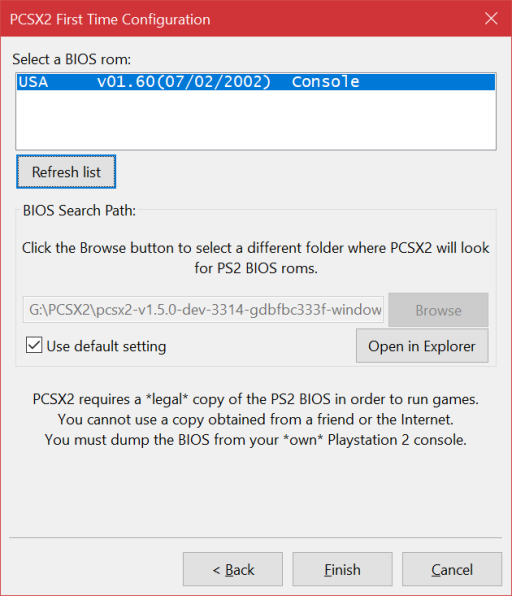 PCSX2 First Time Configuration
Select a BIOS rom:
USA v01.60(07/02/2002) Console
Refresh list
BIOS Search Path:
Click the Browse button to select a different folder where PCSX2 will look
for PS2 BIOS roms.
G:\PCSX2\pcsx2-v1.5.0-dev-3314-gdbfbc333f-window
Browse
Use default setting
Open in Explorer
PCSX2 requires a *legal* copy of the PS2 BIOS in order to run games.
You cannot use a copy obtained from a friend or the Internet.
You must dump the BIOS from your *own* Playstation 2 console.
< Back
Finish
Cancel